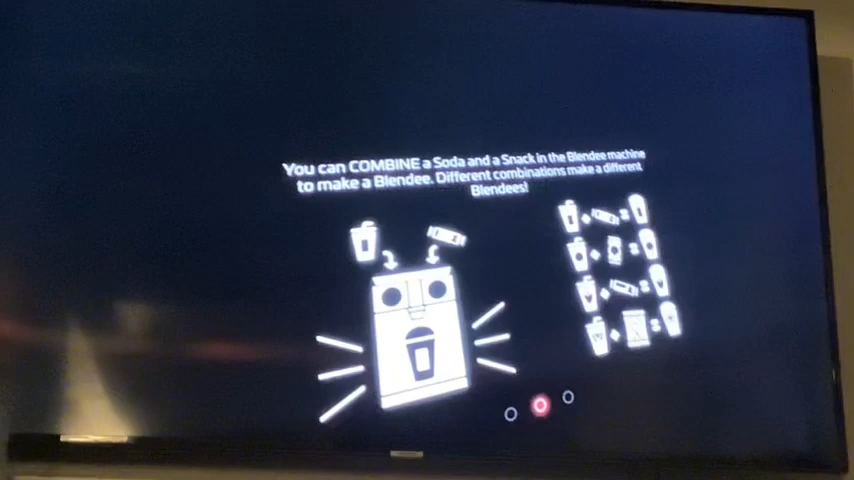 You can COMBINE a Soda and a Snack in the Blendee machine
to make a Blendee. Different combinations make a different
Blendees!